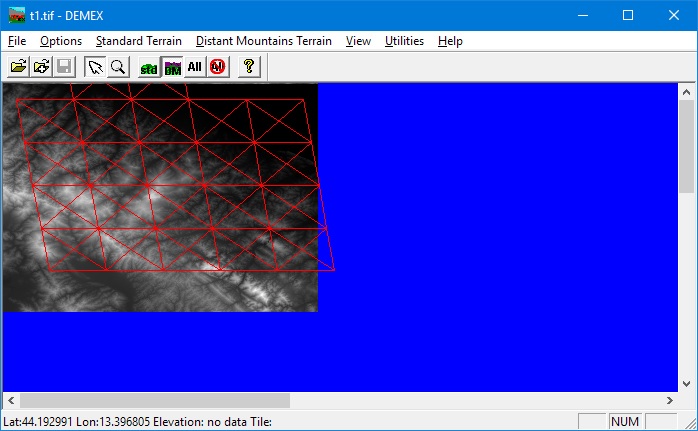 t1.tif - DEMEX
File Options Standard Terrain Distant Mountains Terrain View Utilities Help
std DM All All ?
Lat:44.192991 Lon:13.396805 Elevation: no data Tile: NUM